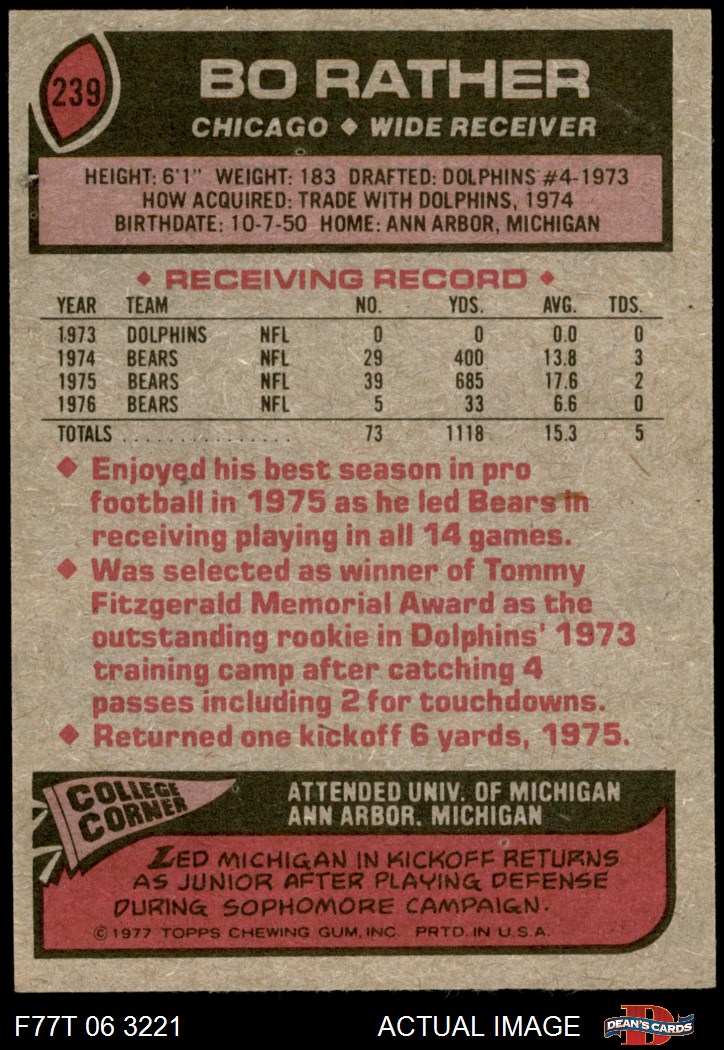 239
BO RATHER
CHICAGO ◆ WIDE RECEIVER
HEIGHT: 6'1" WEIGHT: 183 DRAFTED: DOLPHINS #4-1973
HOW ACQUIRED: TRADE WITH DOLPHINS, 1974
BIRTHDATE: 10-7-50 HOME: ANN ARBOR, MICHIGAN
◆ RECEIVING RECORD ◆
YEAR TEAM NO. YDS. AVG. TDS.
1973 DOLPHINS NFL 0 0 0.0 0
1974 BEARS NFL 29 400 13.8 3
1975 BEARS NFL 39 685 17.6 2
1976 BEARS NFL 5 33 6.6 0
TOTALS . . . . . . . . . . . . . . . . 73 1118 15.3 5
◆ Enjoyed his best season in pro
football in 1975 as he led Bears in
receiving playing in all 14 games.
◆ Was selected as winner of Tommy
Fitzgerald Memorial Award as the
outstanding rookie in Dolphins' 1973
training camp after catching 4
passes including 2 for touchdowns.
◆ Returned one kickoff 6 yards, 1975.
COLLEGE
CORNER
ATTENDED UNIV. OF MICHIGAN
ANN ARBOR, MICHIGAN
LED MICHIGAN IN KICKOFF RETURNS
AS JUNIOR AFTER PLAYING DEFENSE
DURING SOPHOMORE CAMPAIGN.
© 1977 TOPPS CHEWING GUM, INC. PRTD. IN U.S.A.
F77T 06 3221 ACTUAL IMAGE
D
DEAN'S CARDS